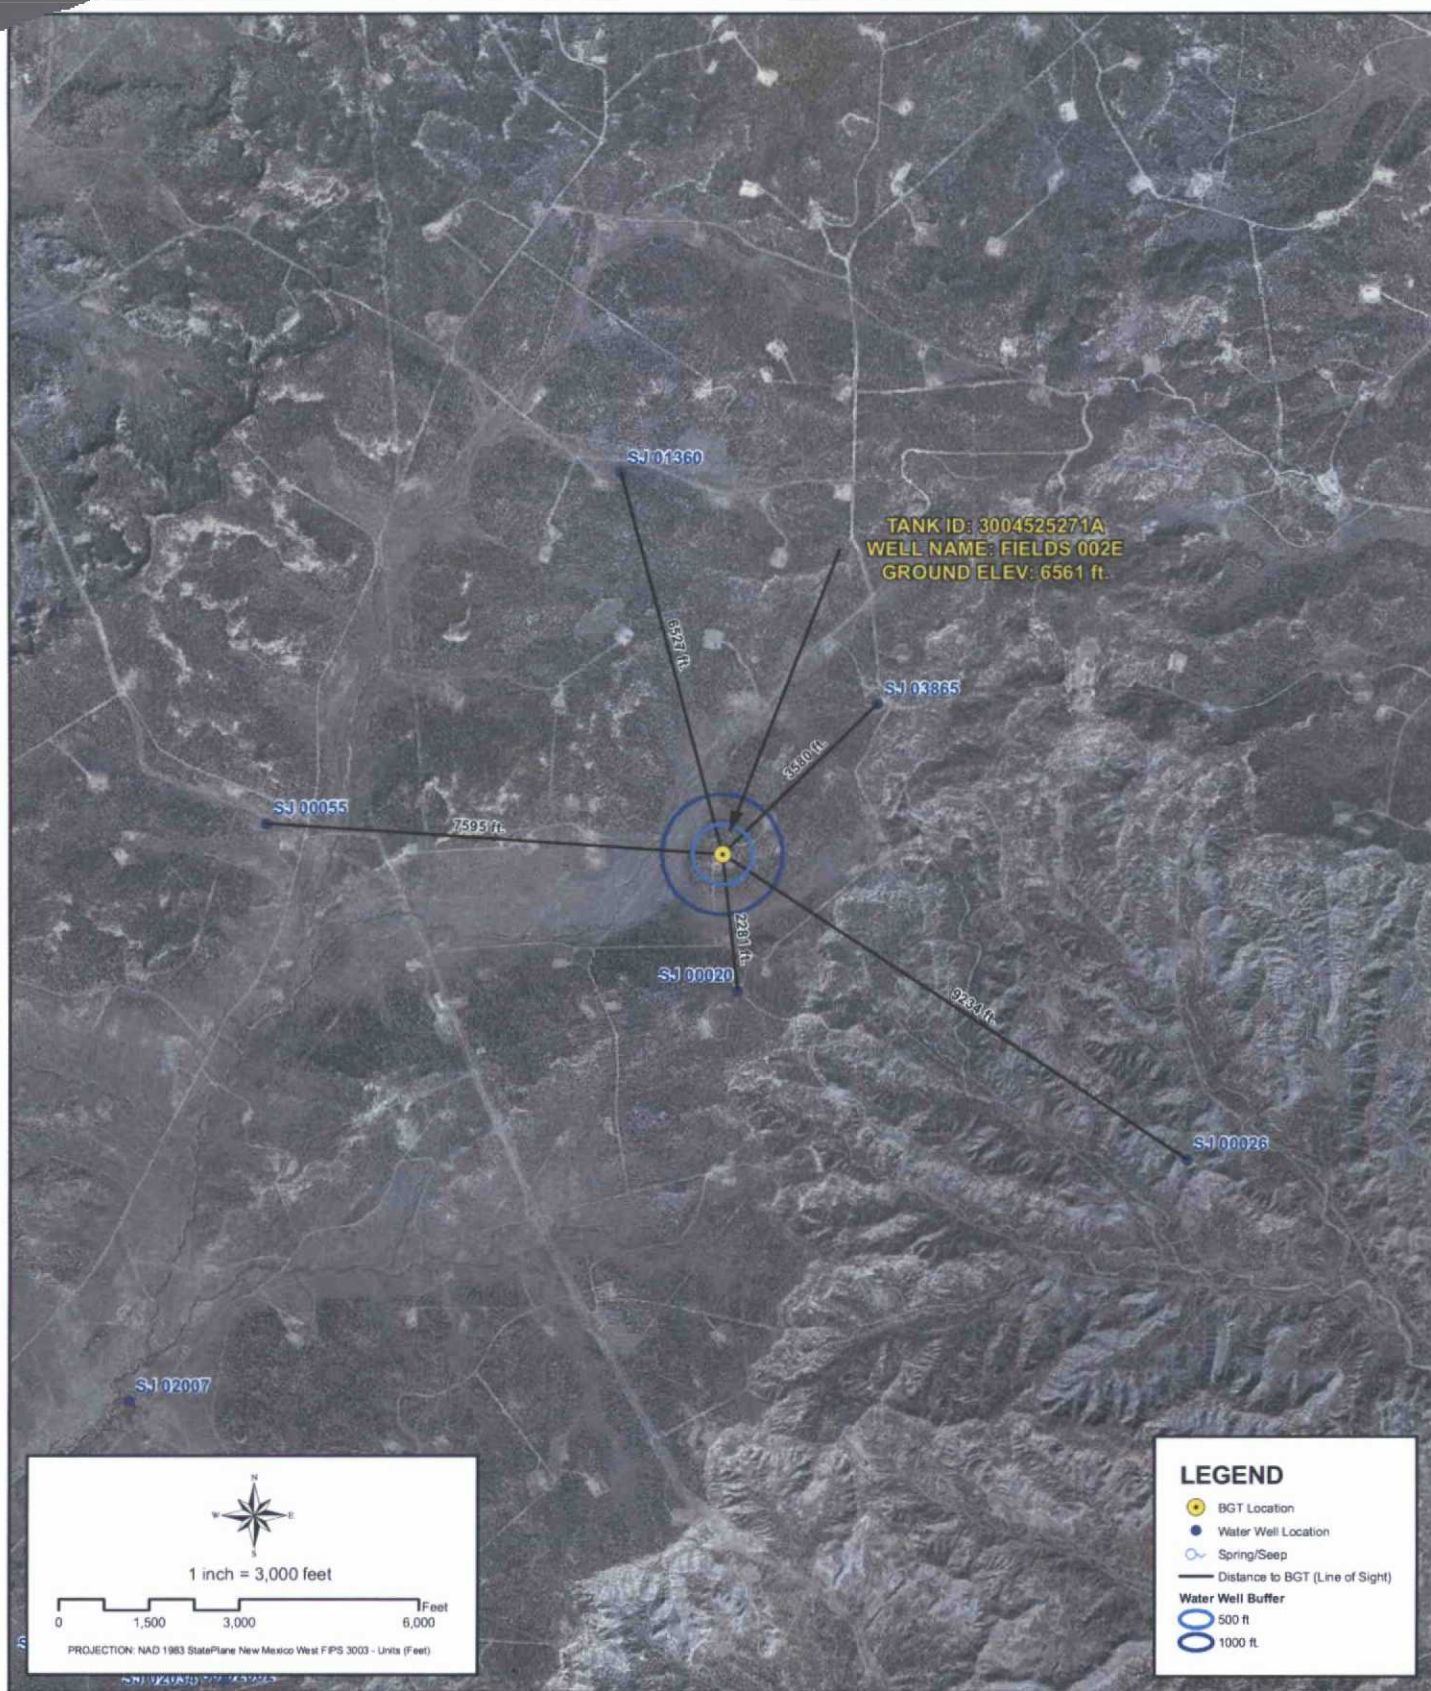 SJ 01360
TANK ID: 3004525271A
WELL NAME: FIELDS 002E
GROUND ELEV: 6561 ft.
6527 ft.
SJ 03865
3580 ft.
SJ 00055
7595 ft.
2281 ft.
SJ 00020
9234 ft.
SJ 00026
SJ 02007
N
W E
S
1 inch = 3,000 feet
Feet
0 1,500 3,000 6,000
PROJECTION: NAD 1983 StatePlane New Mexico West FIPS 3003 - Units (Feet)
LEGEND
BGT Location
Water Well Location
Spring/Seep
Distance to BGT (Line of Sight)
Water Well Buffer
500 ft
1000 ft.